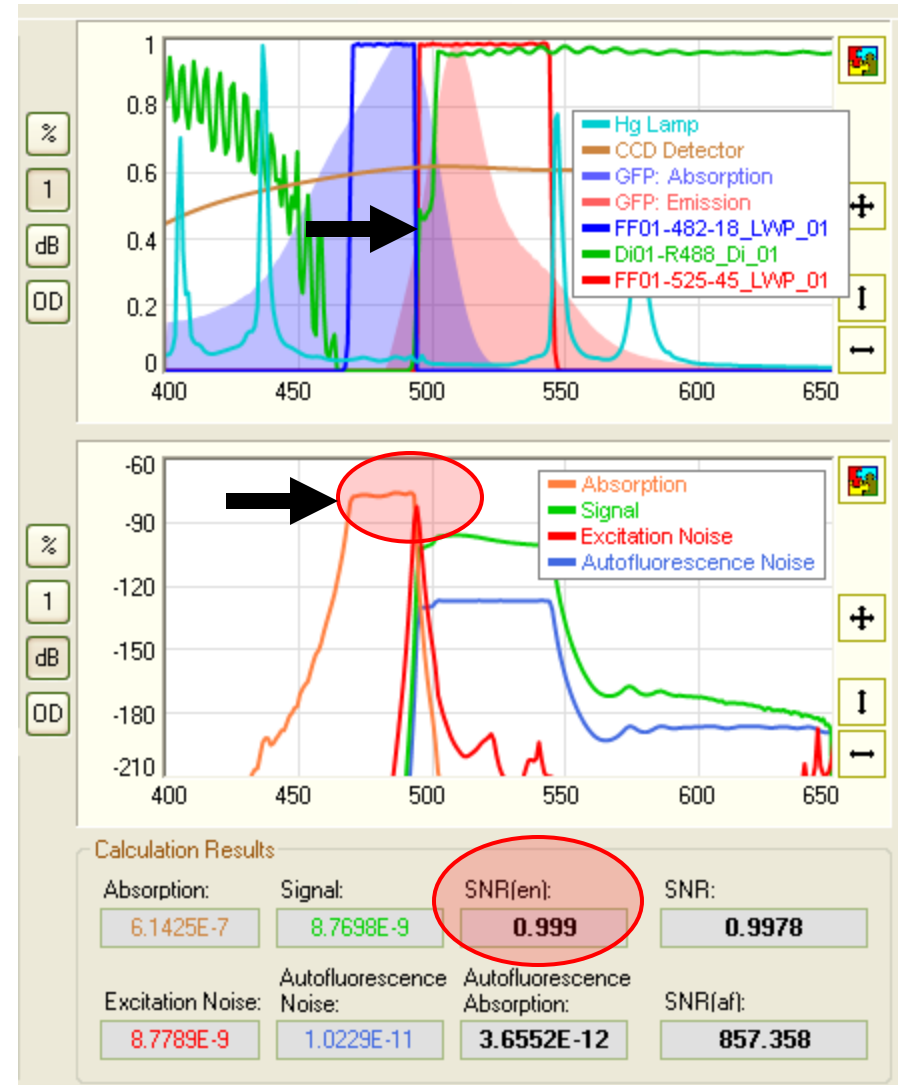 1
0.8
%
Hg Lamp
CCD Detector
0.6
GFP: Absorption
1
GFP: Emission
FF01-482-18_LWP_01
0.4
dB
Di01-R488_Di_01
FF01-525-45_LWP_01
0.2
OD
0
400 450 500 550 600 650
-60
Absorption
Signal
-90
Excitation Noise
%
Autofluorescence Noise
-120
1
-150
dB
-180
OD
-210
400 450 500 550 600 650
Calculation Results
Absorption: Signal: SNR(en): SNR:
6.1425E-7 8.7698E-9 0.999 0.9978
Autofluorescence Autofluorescence
Excitation Noise: Noise: Absorption: SNR(af):
8.7789E-9 1.0229E-11 3.6552E-12 857.358